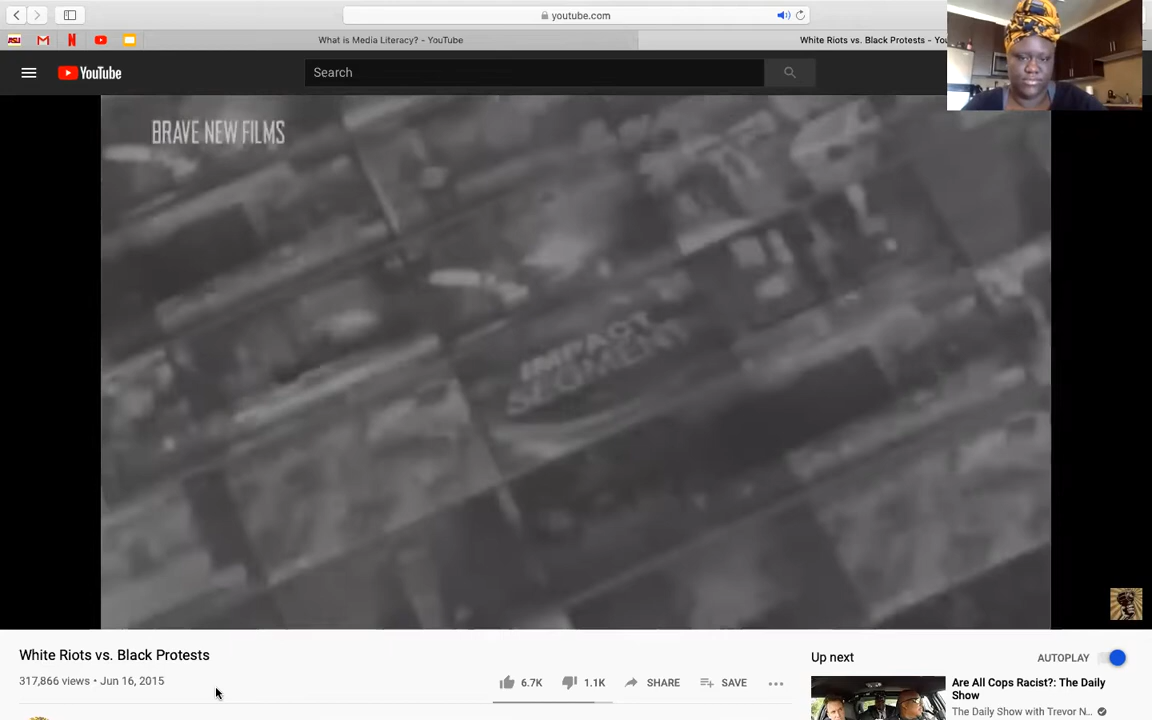 youtube.com
ASU
What is Media Literacy? - YouTube
White Riots vs. Black Protests - You
YouTube
Search
BRAVE NEW FILMS
IMPACT
SEGMENT
White Riots vs. Black Protests
317,866 views • Jun 16, 2015
6.7K
1.1K
SHARE
SAVE
Up next
AUTOPLAY
Are All Cops Racist?: The Daily
Show
The Daily Show with Trevor N...